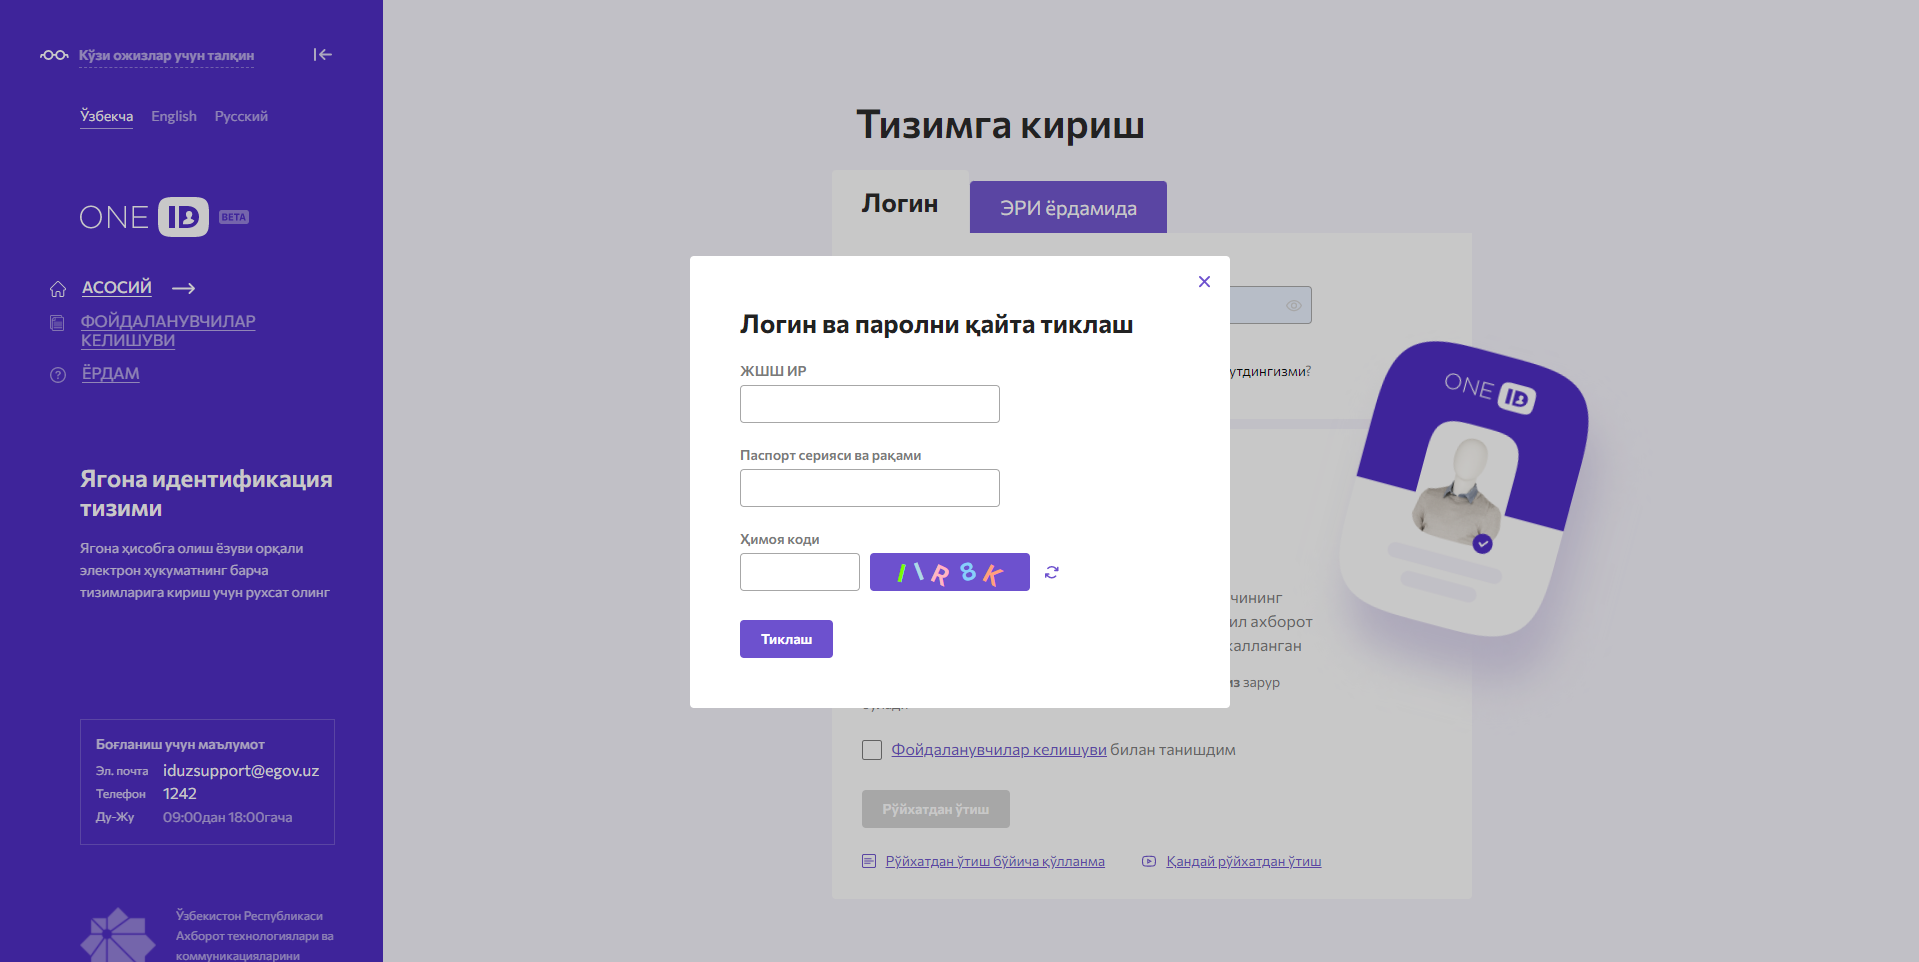 Кўзи ожизлар учун талқин
Ўзбекча English Русский
ONE ID BETA
АСОСИЙ
ФОЙДАЛАНУВЧИЛАР
КЕЛИШУВИ
ЁРДАМ
Ягона идентификация
тизими
Ягона ҳисобга олиш ёзуви орқали
электрон ҳукуматнинг барча
тизимларига кириш учун рухсат олинг
Боғланиш учун маълумот
Эл. почта iduzsupport@egov.uz
Телефон 1242
Ду-Жу 09:00дан 18:00гача
Ўзбекистон Республикаси
Ахборот технологиялари ва
коммуникацияларини
Тизимга кириш
Логин
ЭРИ ёрдамида
Логин ва паролни қайта тиклаш
ЖШШ ИР
Паспорт серияси ва рақами
Ҳимоя коди
I\R8K
Тиклаш
утдингизми?
чининг
ил ахборот
калланган
из зарур
Фойдаланувчилар келишуви билан танишдим
Рўйхатдан ўтиш
Рўйхатдан ўтиш бўйича қўлланма
Қандай рўйхатдан ўтиш
ONE ID